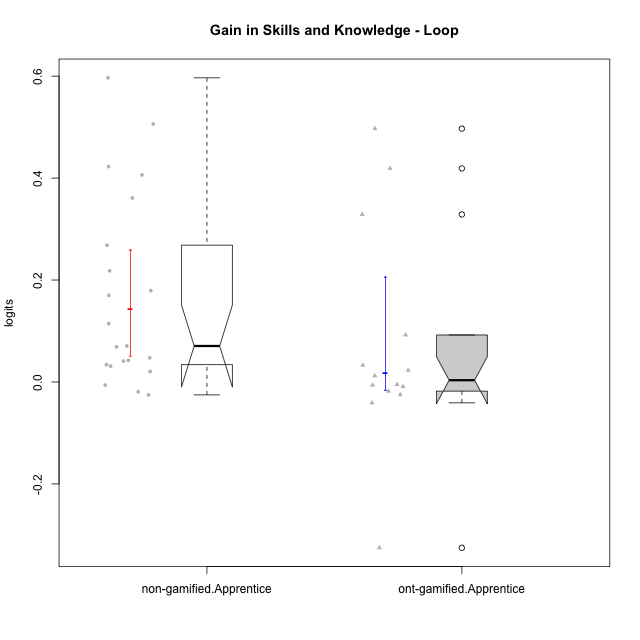 Gain in Skills and Knowledge - Loop
logits
0.6
0.4
0.2
0.0
-0.2
non-gamified.Apprentice
ont-gamified.Apprentice